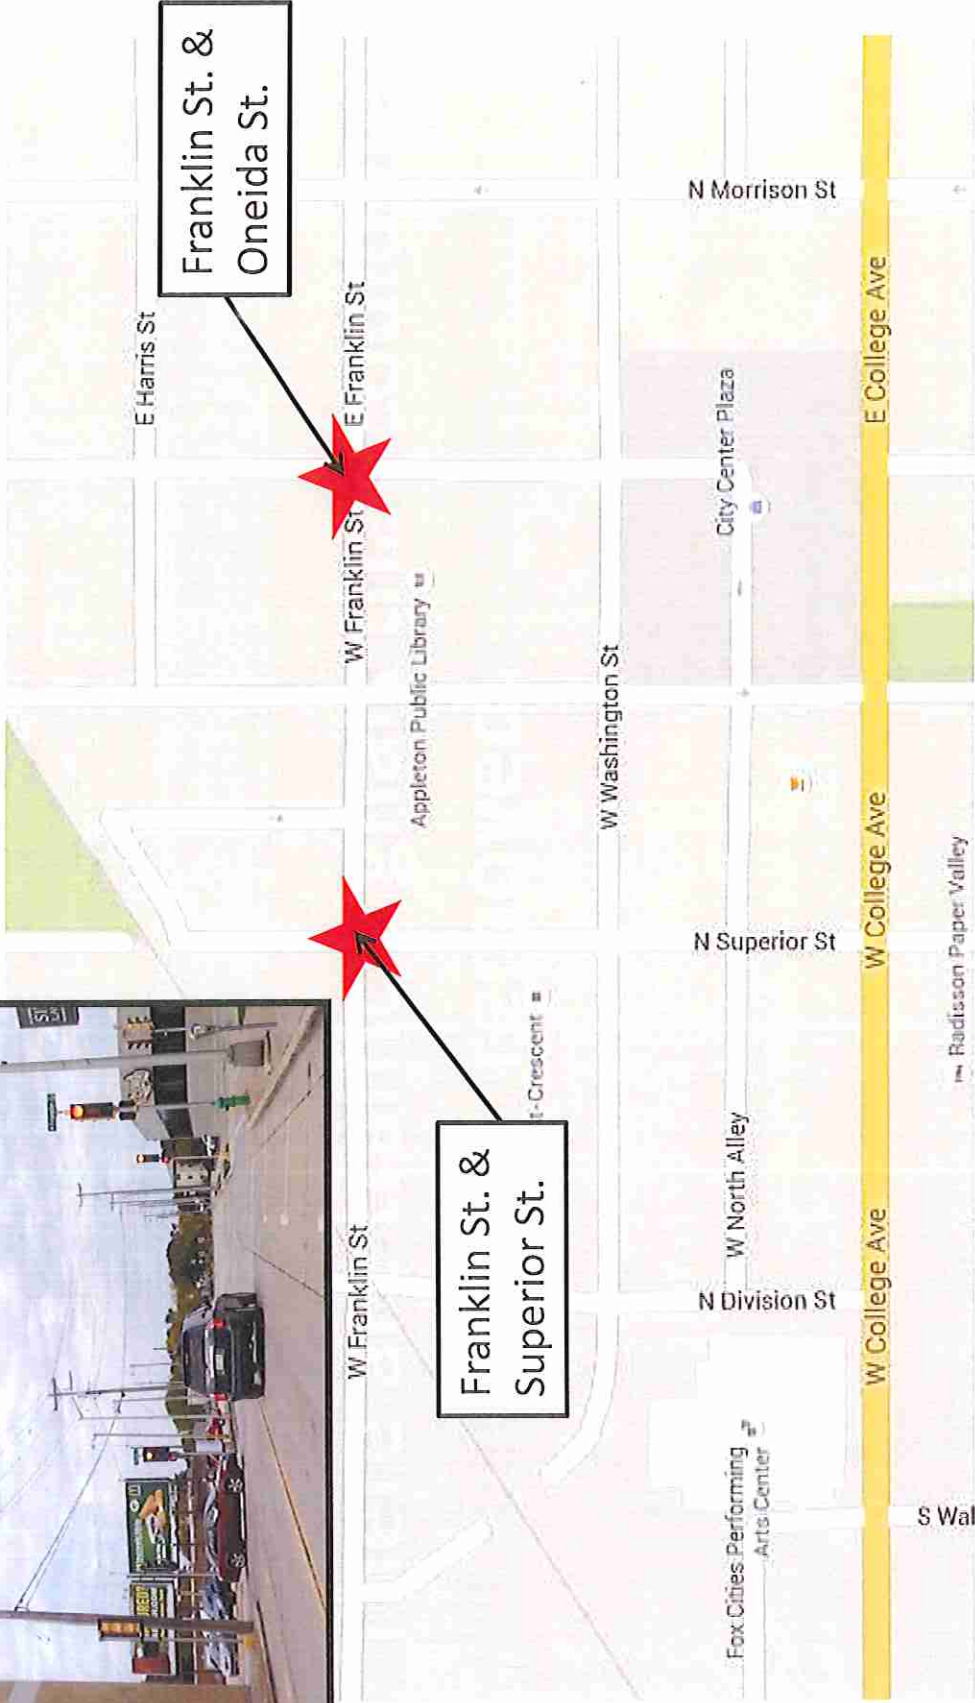 Franklin St. &
Oneida St.
Franklin St. &
Superior St.
E Harris St
W Franklin St
W Franklin St
E Franklin St
Appleton Public Library
t-Crescent
W Washington St
City Center Plaza
W North Alley
Fox Cities Performing
Arts Center
N Division St
N Superior St
N Morrison St
W College Ave
W College Ave
E College Ave
Radisson Paper Valley
S Wal